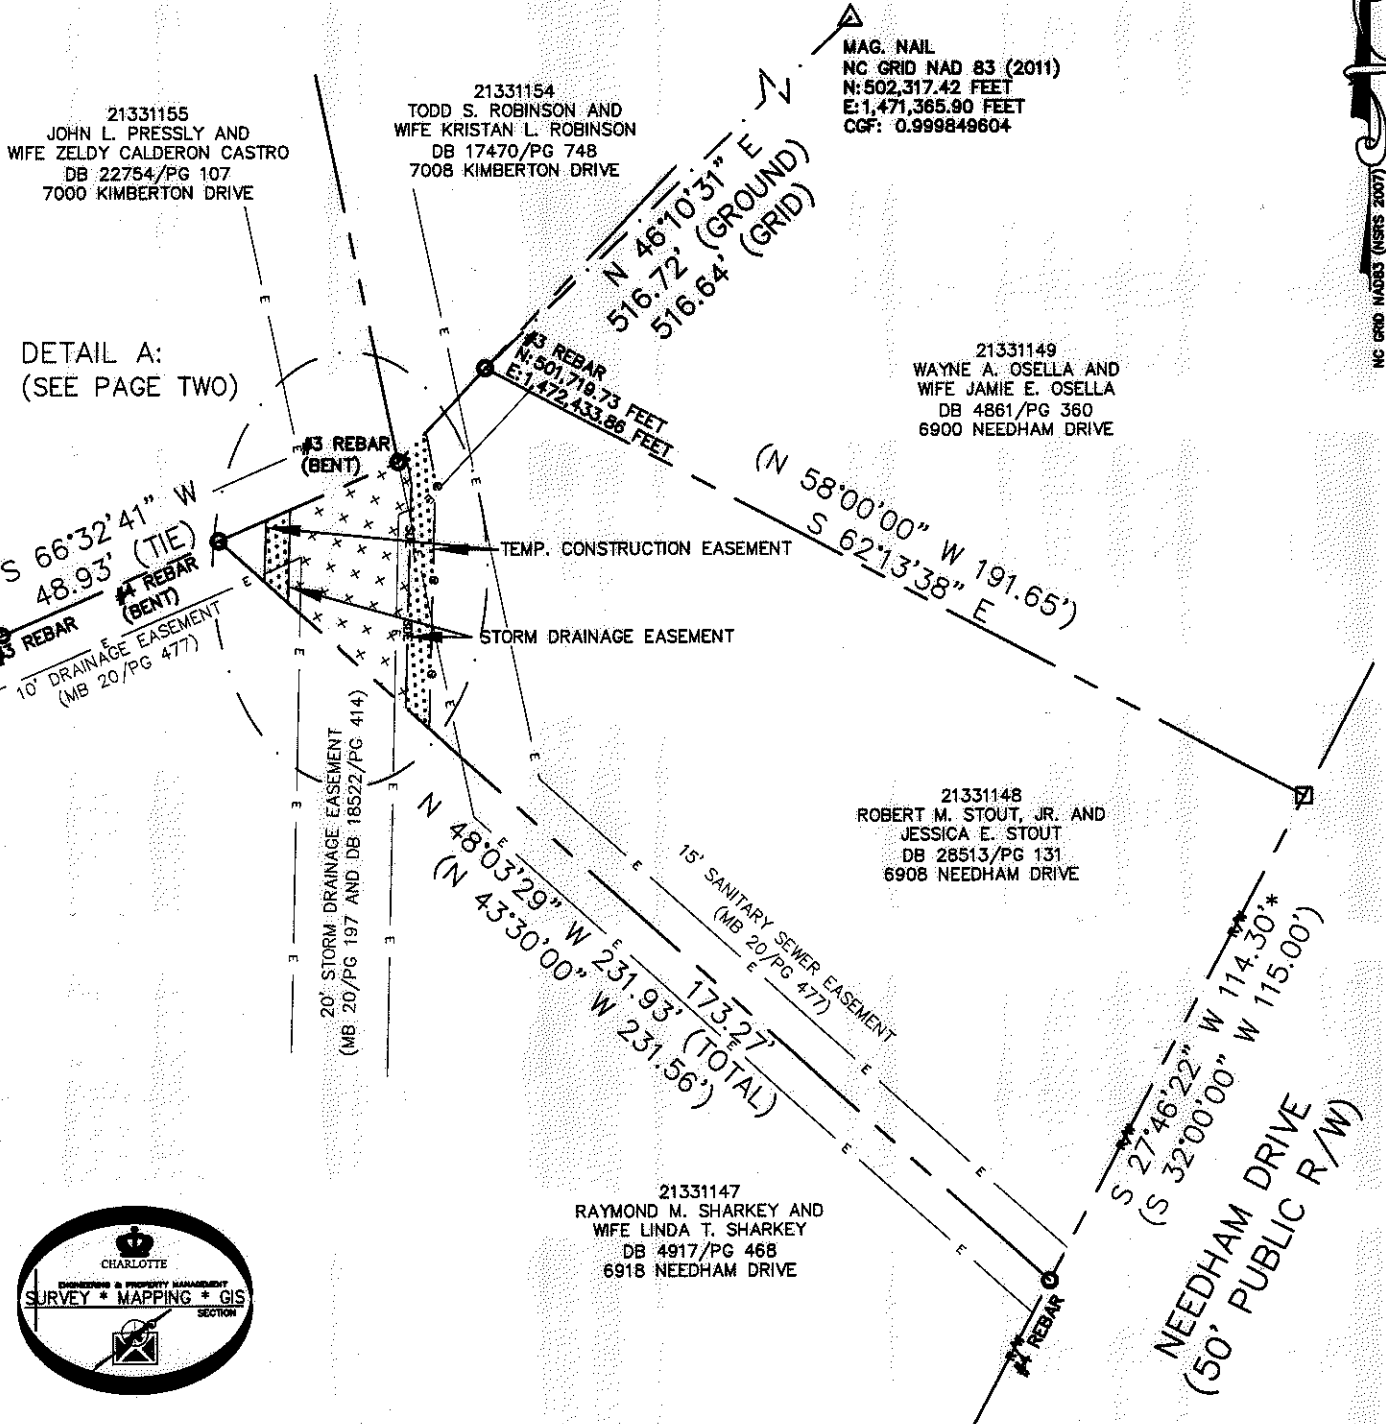 MAG. NAIL
NC GRID NAD 83 (2011)
N:502,317.42 FEET
E:1,471,365.90 FEET
CGF: 0.999849604
21331155
JOHN L. PRESSLY AND
WIFE ZELDY CALDERON CASTRO
DB 22754/PG 107
7000 KIMBERTON DRIVE
21331154
TODD S. ROBINSON AND
WIFE KRISTAN L. ROBINSON
DB 17470/PG 748
7008 KIMBERTON DRIVE
N 46°10'31" E
516.72' (GROUND)
516.64' (GRID)
NC GRID NAD83 (NSRS 2007)
DETAIL A:
(SEE PAGE TWO)
#3 REBAR
N:501,719.73 FEET
E:1,472,433.86 FEET
21331149
WAYNE A. OSELLA AND
WIFE JAMIE E. OSELLA
DB 4861/PG 360
6900 NEEDHAM DRIVE
#3 REBAR
(BENT)
(N 58°00'00" W 191.65')
S 62°13'38" E
S 66°32'41" W
48.93' (TIE)
#4 REBAR
(BENT)
#3 REBAR
10' DRAINAGE EASEMENT
(MB 20/PG 477)
TEMP. CONSTRUCTION EASEMENT
STORM DRAINAGE EASEMENT
SDE
SDE
20' STORM DRAINAGE EASEMENT
(MB 20/PG 197 AND DB 18522/PG 414)
21331148
ROBERT M. STOUT, JR. AND
JESSICA E. STOUT
DB 28513/PG 131
6908 NEEDHAM DRIVE
N 48°03'29" W 231.93' (TOTAL)
(N 43°30'00" W 231.56')
173.27'
15' SANITARY SEWER EASEMENT
(MB 20/PG 477)
R/W
R/W
S 27°46'22" W 114.30'*
(S 32°00'00" W 115.00')
NEEDHAM DRIVE
(50' PUBLIC R/W)
21331147
RAYMOND M. SHARKEY AND
WIFE LINDA T. SHARKEY
DB 4917/PG 468
6918 NEEDHAM DRIVE
R/W
#4 REBAR
CHARLOTTE
ENGINEERING & PROPERTY MANAGEMENT
SURVEY * MAPPING * GIS
SECTION